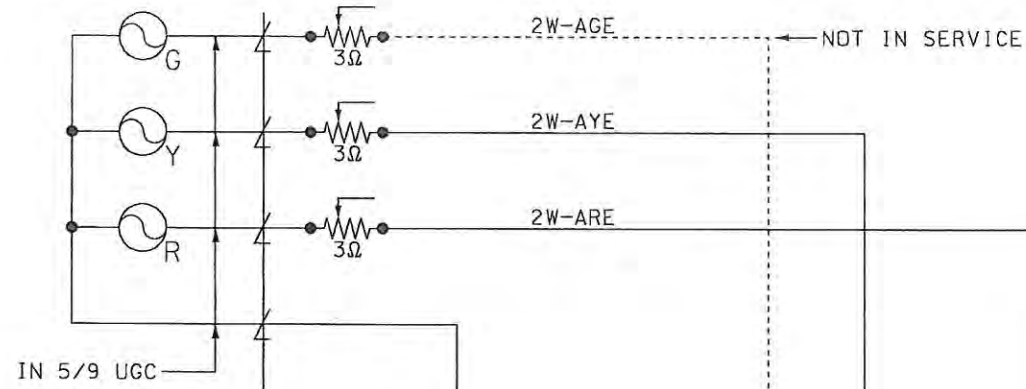 2W-AGE
NOT IN SERVICE
G
3Ω
2W-AYE
Y
3Ω
2W-ARE
R
3Ω
IN 5/9 UGC